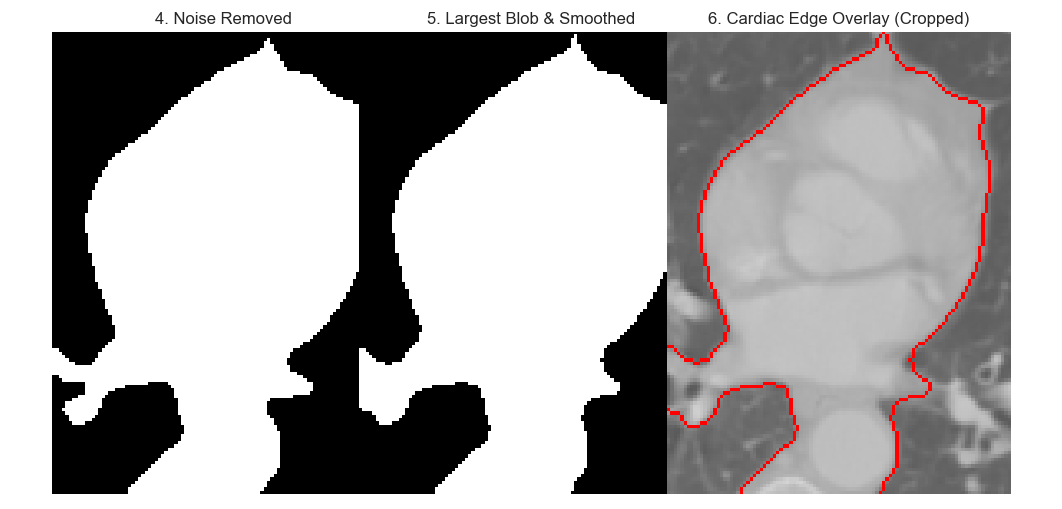 4. Noise Removed
5. Largest Blob & Smoothed
6. Cardiac Edge Overlay (Cropped)